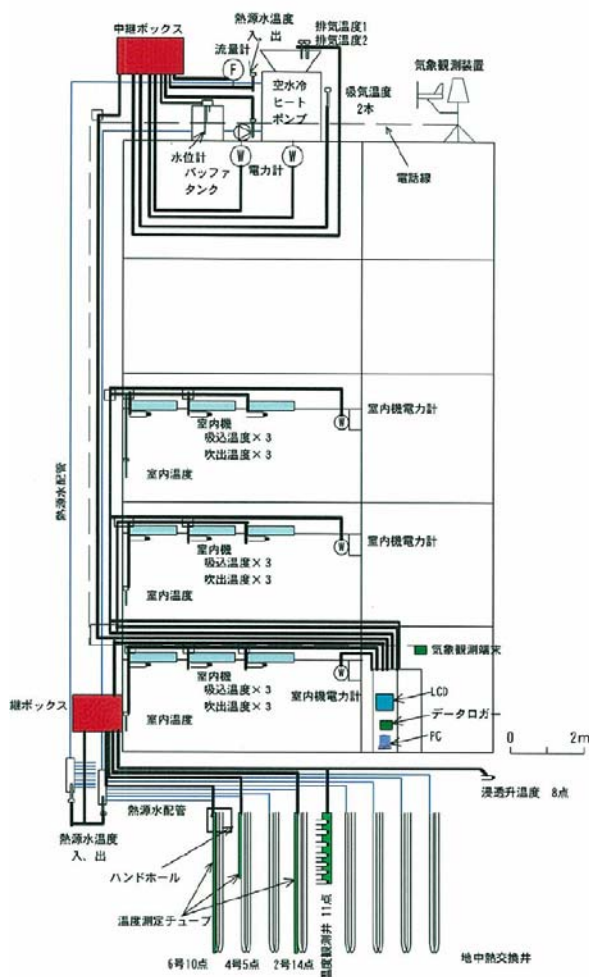 中継ボックス
熱源水温度
入、出
排気温度1
排気温度2
流量計
F
空水冷
ヒート
ポンプ
吸気温度
2本
気象観測装置
水位計
バッファ
タンク
W
電力計
W
電話線
熱源水配管
室内機
吸込温度×3
吹出温度×3
室内温度
W
室内機電力計
室内機
吸込温度×3
吹出温度×3
室内温度
W
室内機電力計
室内機
吸込温度×3
吹出温度×3
室内温度
W
室内機電力計
気象観測端末
LCD
データロガー
PC
継ボックス
0 2m
浸透升温度 8点
熱源水温度
入、出
熱源水配管
ハンドホール
温度測定チューブ
6号10点
4号5点
2号14点
温度観測井 11点
地中熱交換井